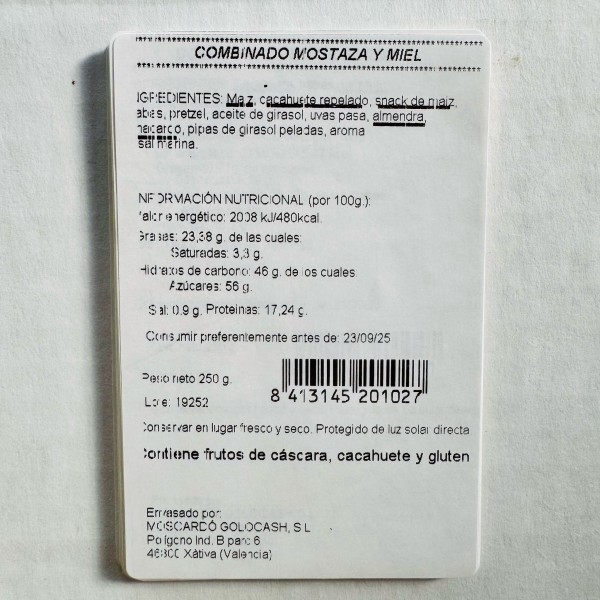 COMBINADO MOSTAZA Y MIEL
INGREDIENTES: Maiz, cacahuete repelado, snack de maiz,
habas, pretzel, aceite de girasol, uvas pasa, almendra,
anacardo, pipas de girasol peladas, aroma
sal marina.
INFORMACIÓN NUTRICIONAL (por 100g.):
Valor energético: 2008 kJ/480kcal.
Grasas: 23,38 g. de las cuales:
Saturadas: 3,3 g.
Hidratos de carbono: 46 g. de los cuales
Azúcares: 56 g.
Sal: 0,9 g. Proteinas: 17,24 g.
Consumir preferentemente antes de: 23/09/25
Peso neto 250 g.
8 413145 201027
Lote: 19252
Conservar en lugar fresco y seco. Protegido de luz solar directa.
Contiene frutos de cáscara, cacahuete y gluten
Envasado por:
MOSCARDÓ GOLOCASH, S.L
Polígono Ind. B parc 6
46800 Xátiva (Valencia)